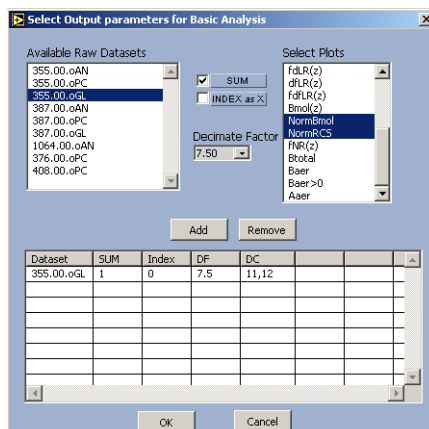 Select Output parameters for Basic Analysis
Available Raw Datasets
355.00.oAN
355.00.oPC
355.00.oGL
387.00.oAN
387.00.oPC
387.00.oGL
1064.00.oAN
376.00.oPC
408.00.oPC
SUM
INDEX as X
Decimate Factor
7.50
Select Plots
fdLR(z)
dfLR(z)
fdfLR(z)
Bmol(z)
NormBmol
NormRCS
fNR(z)
Btotal
Baer
Baer>0
Aaer
Add Remove
Dataset SUM Index DF DC
355.00.oGL 1 0 7.5 11,12
OK Cancel